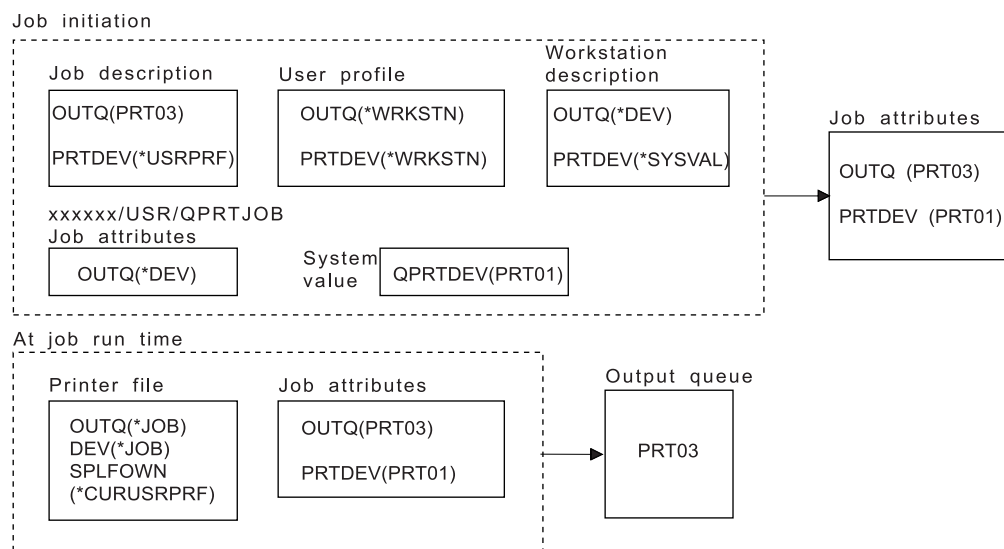 Job initiation
Job description
OUTQ(PRT03)
PRTDEV(*USRPRF)
User profile
OUTQ(*WRKSTN)
PRTDEV(*WRKSTN)
Workstation
description
OUTQ(*DEV)
PRTDEV(*SYSVAL)
Job attributes
OUTQ (PRT03)
PRTDEV (PRT01)
xxxxxx/USR/QPRTJOB
Job attributes
OUTQ(*DEV)
System
value
QPRTDEV(PRT01)
At job run time
Printer file
OUTQ(*JOB)
DEV(*JOB)
SPLFOWN
(*CURUSRPRF)
Job attributes
OUTQ(PRT03)
PRTDEV(PRT01)
Output queue
PRT03